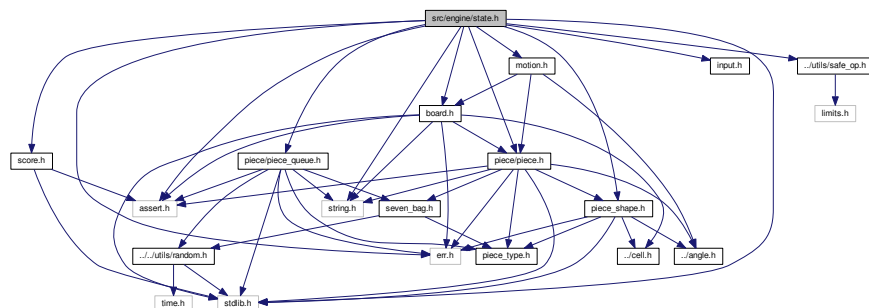 src/engine/state.h
motion.h
input.h
../utils/safe_op.h
board.h
limits.h
score.h
piece/piece_queue.h
piece/piece.h
assert.h
string.h
seven_bag.h
piece_shape.h
../../utils/random.h
err.h
piece_type.h
../cell.h
../angle.h
time.h
stdlib.h